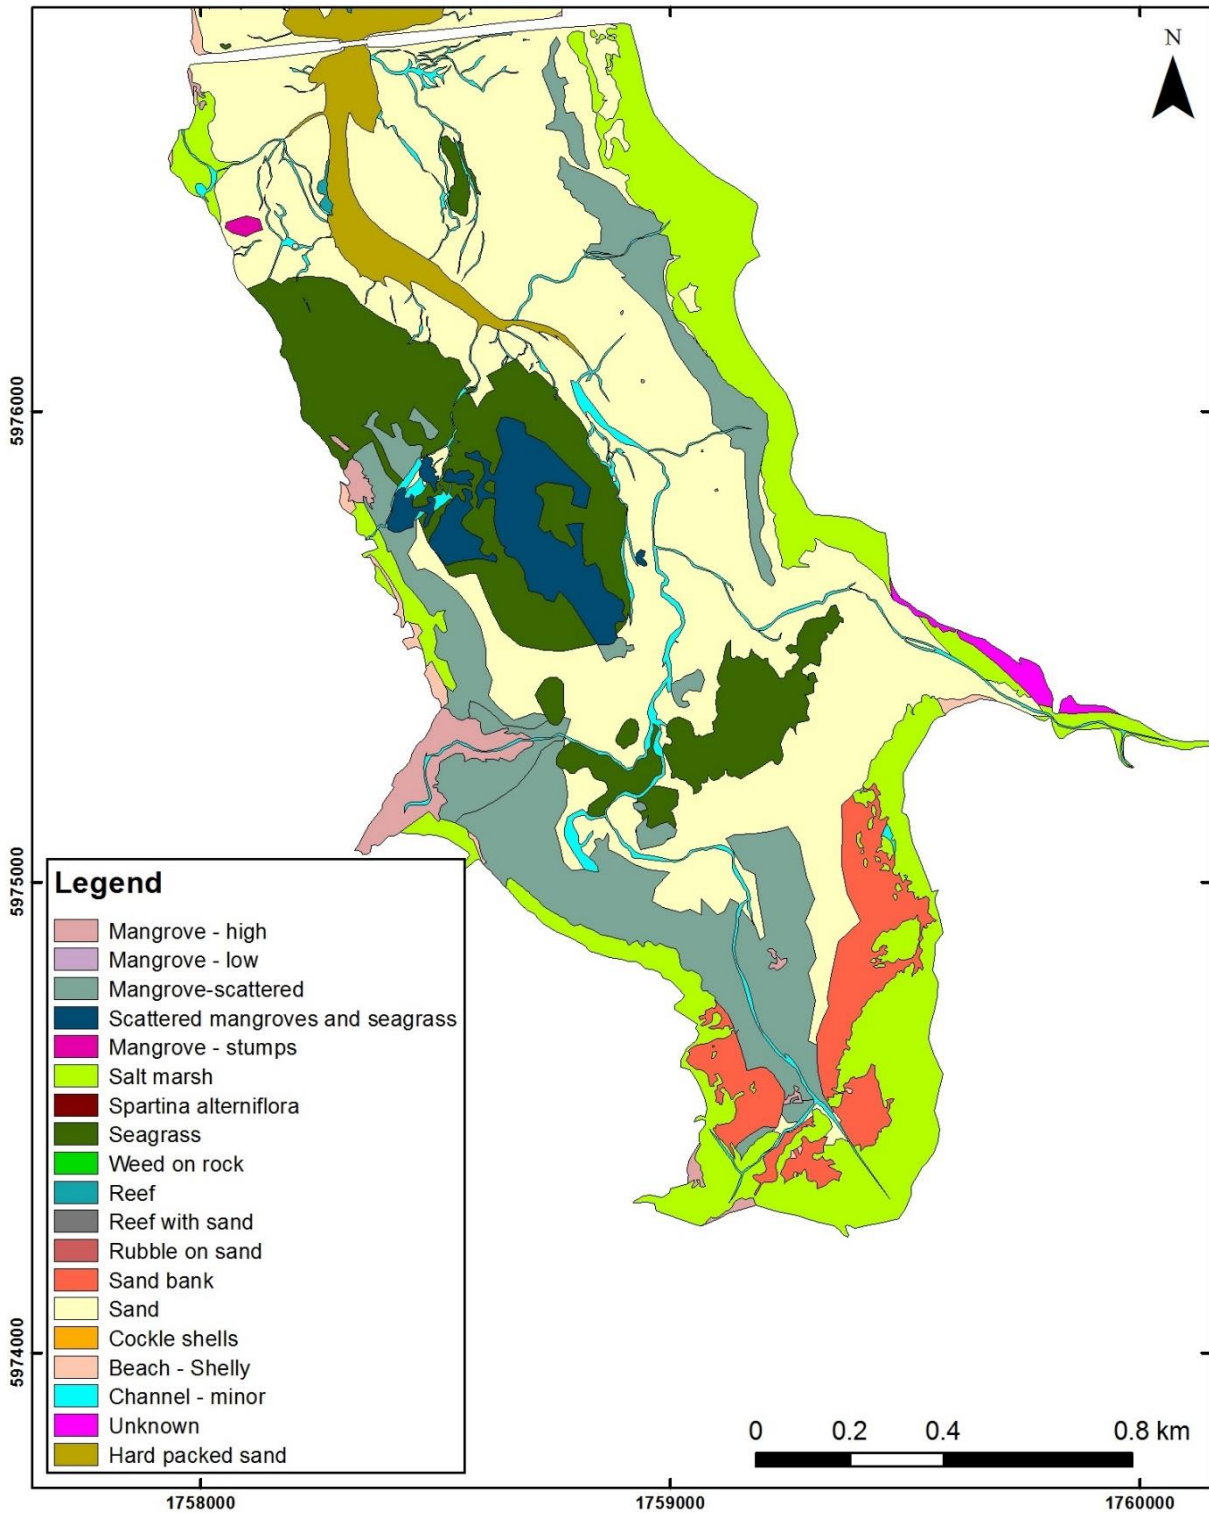 N
5976000
5975000
5974000
Legend
Mangrove - high
Mangrove - low
Mangrove-scattered
Scattered mangroves and seagrass
Mangrove - stumps
Salt marsh
Spartina alterniflora
Seagrass
Weed on rock
Reef
Reef with sand
Rubble on sand
Sand bank
Sand
Cockle shells
Beach - Shelly
Channel - minor
Unknown
Hard packed sand
0 0.2 0.4 0.8 km
1758000 1759000 1760000